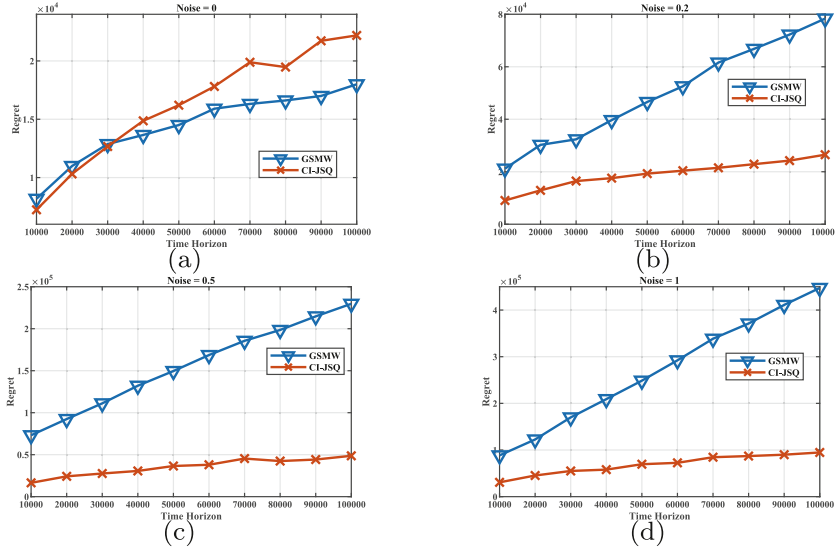 Noise = 0
×10⁴
2
1.5
1
Regret
GSMW
CI-JSQ
10000 20000 30000 40000 50000 60000 70000 80000 90000 100000
Time Horizon
(a)
Noise = 0.2
×10⁴
8
6
4
2
0
Regret
GSMW
CI-JSQ
10000 20000 30000 40000 50000 60000 70000 80000 90000 10000
Time Horizon
(b)
Noise = 0.5
×10⁵
2.5
2
1.5
1
0.5
0
Regret
GSMW
CI-JSQ
10000 20000 30000 40000 50000 60000 70000 80000 90000 100000
Time Horizon
(c)
Noise = 1
×10⁵
4
3
2
1
0
Regret
GSMW
CI-JSQ
10000 20000 30000 40000 50000 60000 70000 80000 90000 100000
Time Horizon
(d)